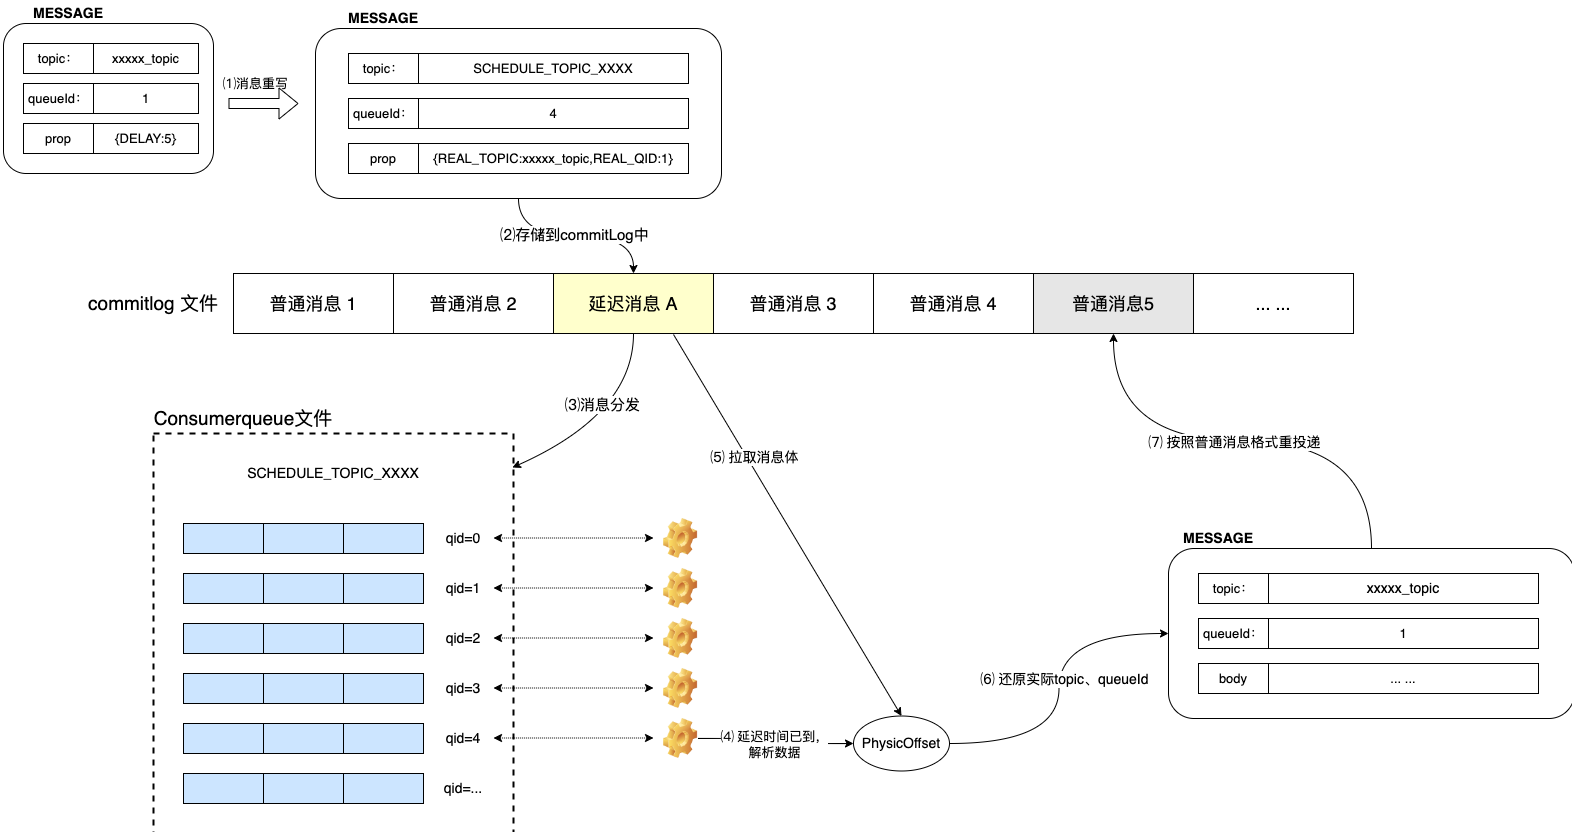 MESSAGE
topic： xxxxx_topic
queueId： 1
prop {DELAY:5}
⑴消息重写
MESSAGE
topic： SCHEDULE_TOPIC_XXXX
queueId： 4
prop {REAL_TOPIC:xxxxx_topic,REAL_QID:1}
⑵存储到commitLog中
commitlog 文件 普通消息 1 普通消息 2 延迟消息 A 普通消息 3 普通消息 4 普通消息5 ... ...
⑶消息分发
Consumerqueue文件
SCHEDULE_TOPIC_XXXX
qid=0
qid=1
qid=2
qid=3
qid=4
qid=...
⑷ 延迟时间已到，
解析数据
⑸ 拉取消息体
PhysicOffset
⑹ 还原实际topic、queueId
MESSAGE
topic： xxxxx_topic
queueId： 1
body ... ...
⑺ 按照普通消息格式重投递